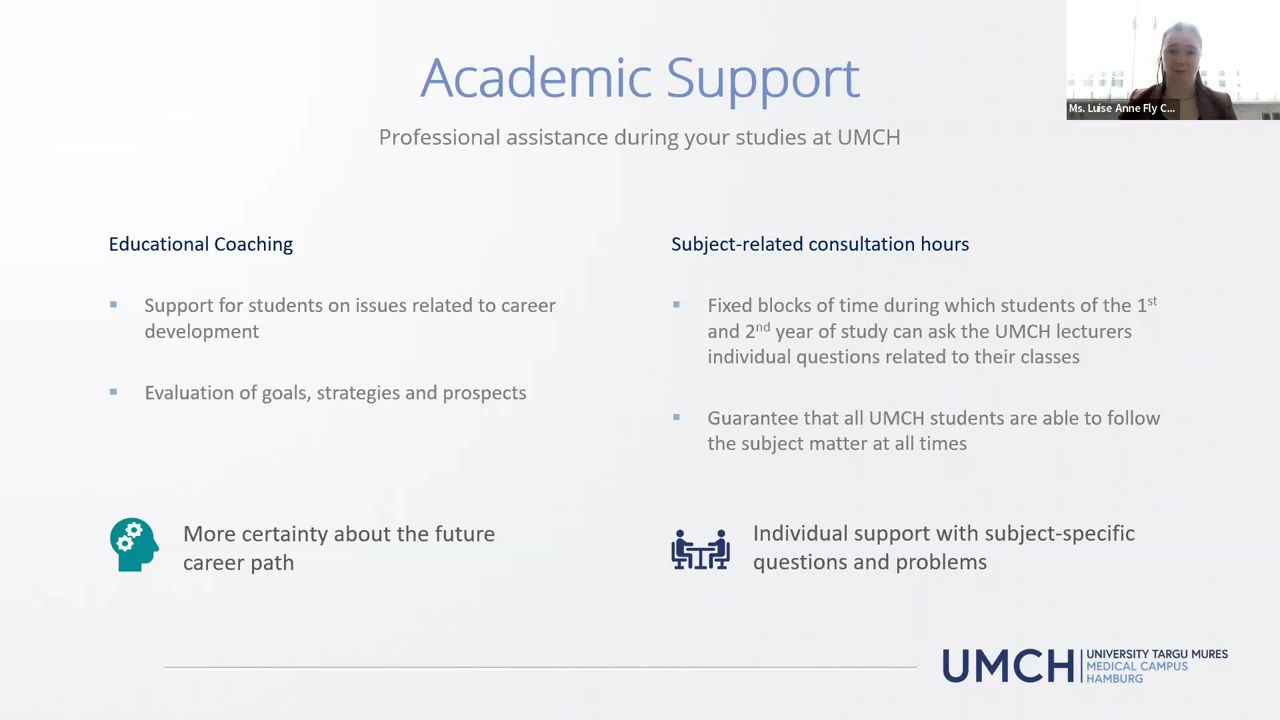 Academic Support
Professional assistance during your studies at UMCH
Ms. Luise Anne Fly C...
Educational Coaching
Support for students on issues related to career
development
Evaluation of goals, strategies and prospects
More certainty about the future
career path
Subject-related consultation hours
Fixed blocks of time during which students of the 1st
and 2nd year of study can ask the UMCH lecturers
individual questions related to their classes
Guarantee that all UMCH students are able to follow
the subject matter at all times
Individual support with subject-specific
questions and problems
UMCH
UNIVERSITY TARGU MURES
MEDICAL CAMPUS
HAMBURG